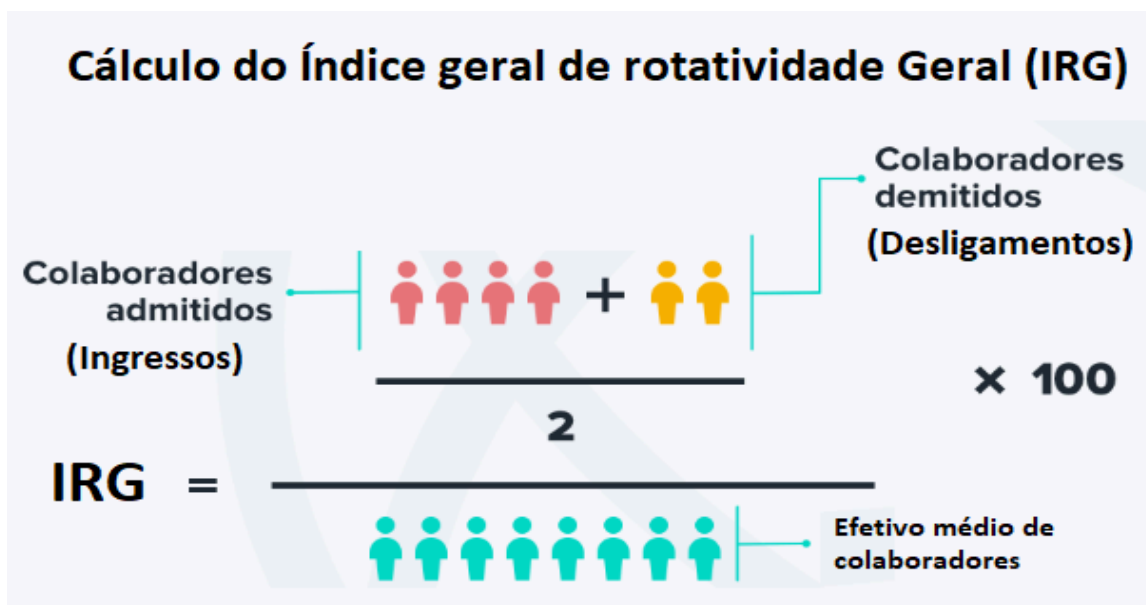 Cálculo do Índice geral de rotatividade Geral (IRG)
Colaboradores
demitidos
(Desligamentos)
Colaboradores
admitidos
(Ingressos)
+
× 100
2
IRG =
Efetivo médio de
colaboradores